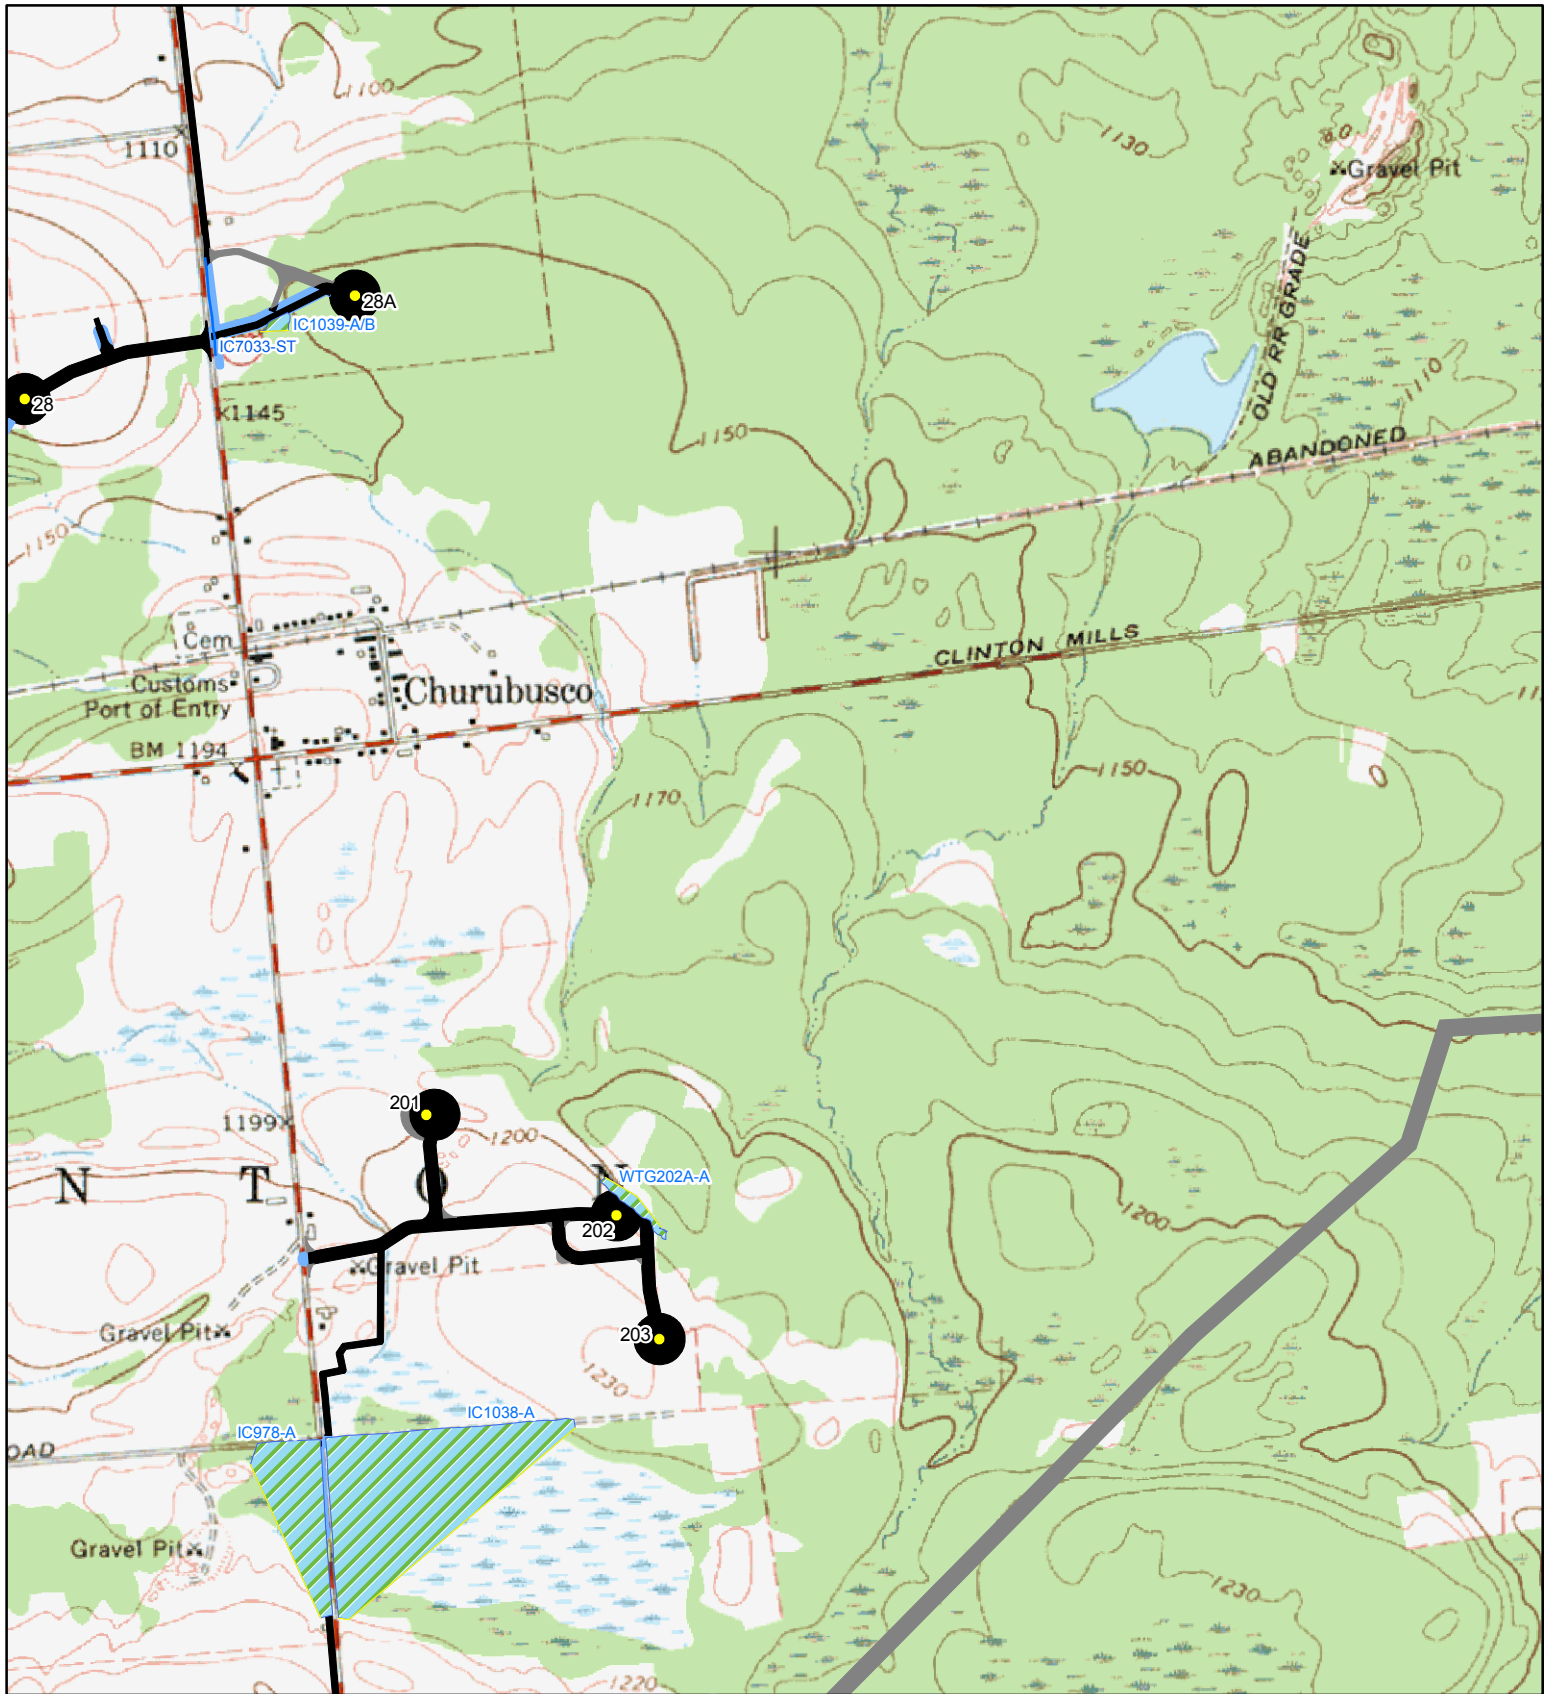 1100
1130
1110
60
Gravel Pit
OLD RR GRADE
28A
IC1039-A/B
IC7033-ST
28
1145
1110
1150
ABANDONED
1150
Cem
CLINTON MILLS
Customs
Port of Entry
Churubusco
BM 1194
1150
1170
201
1199
1200
N T O N
WTG202A-A
1200
202
Gravel Pit
Gravel Pit
203
1230
IC1038-A
IC978-A
OAD
Gravel Pit
1230
1220